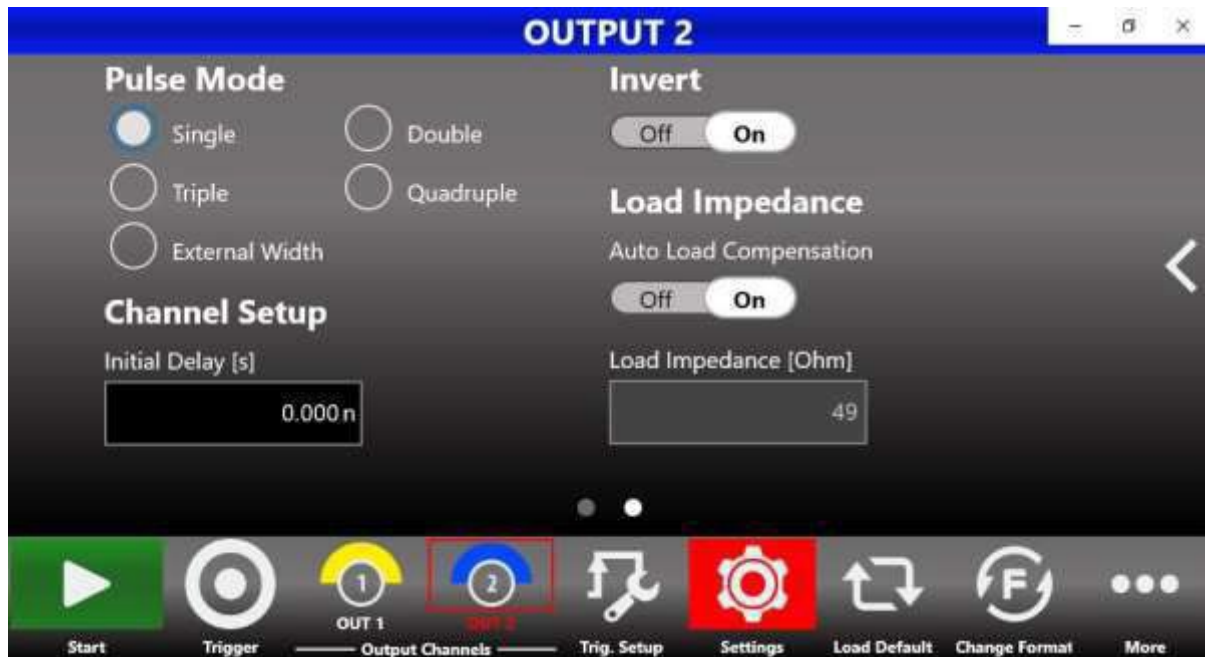 OUTPUT 2
Pulse Mode
Single
Double
Triple
Quadruple
External Width
Channel Setup
Initial Delay [s]
0.000 n
Invert
Off On
Load Impedance
Auto Load Compensation
Off On
Load Impedance [Ohm]
49
1
2
F
OUT 1
OUT 2
Start
Trigger
Output Channels
Trig. Setup
Settings
Load Default
Change Format
More